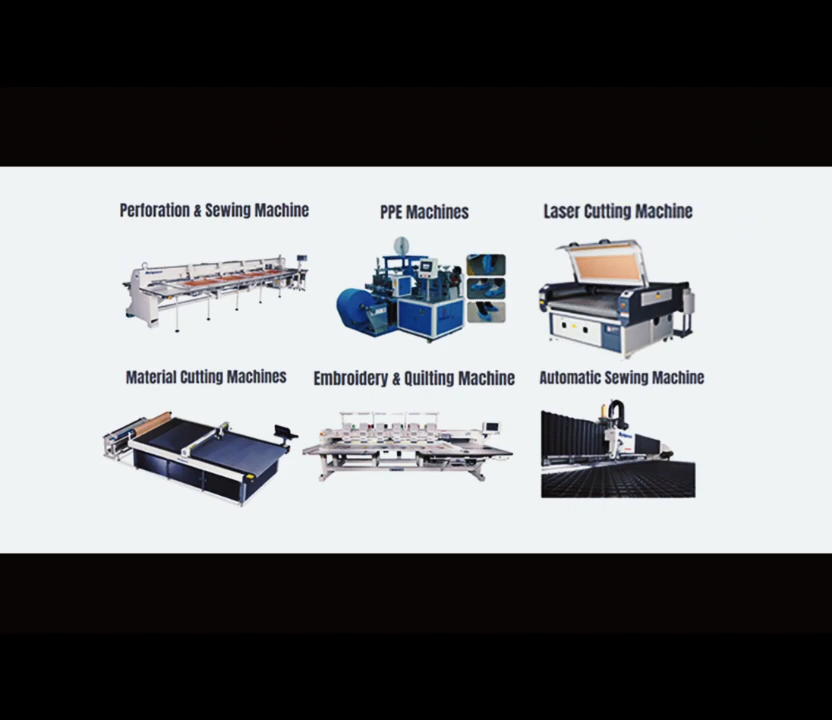 Perforation & Sewing Machine
PPE Machines
Laser Cutting Machine
Material Cutting Machines
Embroidery & Quilting Machine
Automatic Sewing Machine